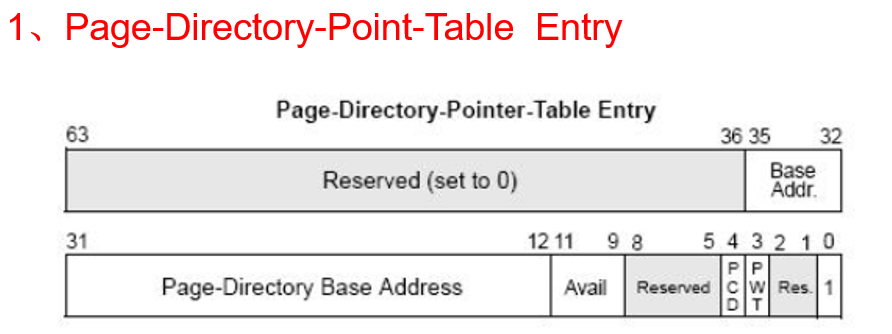 1、Page-Directory-Point-Table Entry
Page-Directory-Pointer-Table Entry
63 36 35 32
Reserved (set to 0) Base Addr.
31 12 11 9 8 5 4 3 2 1 0
Page-Directory Base Address Avail Reserved PCD PWT Res. 1